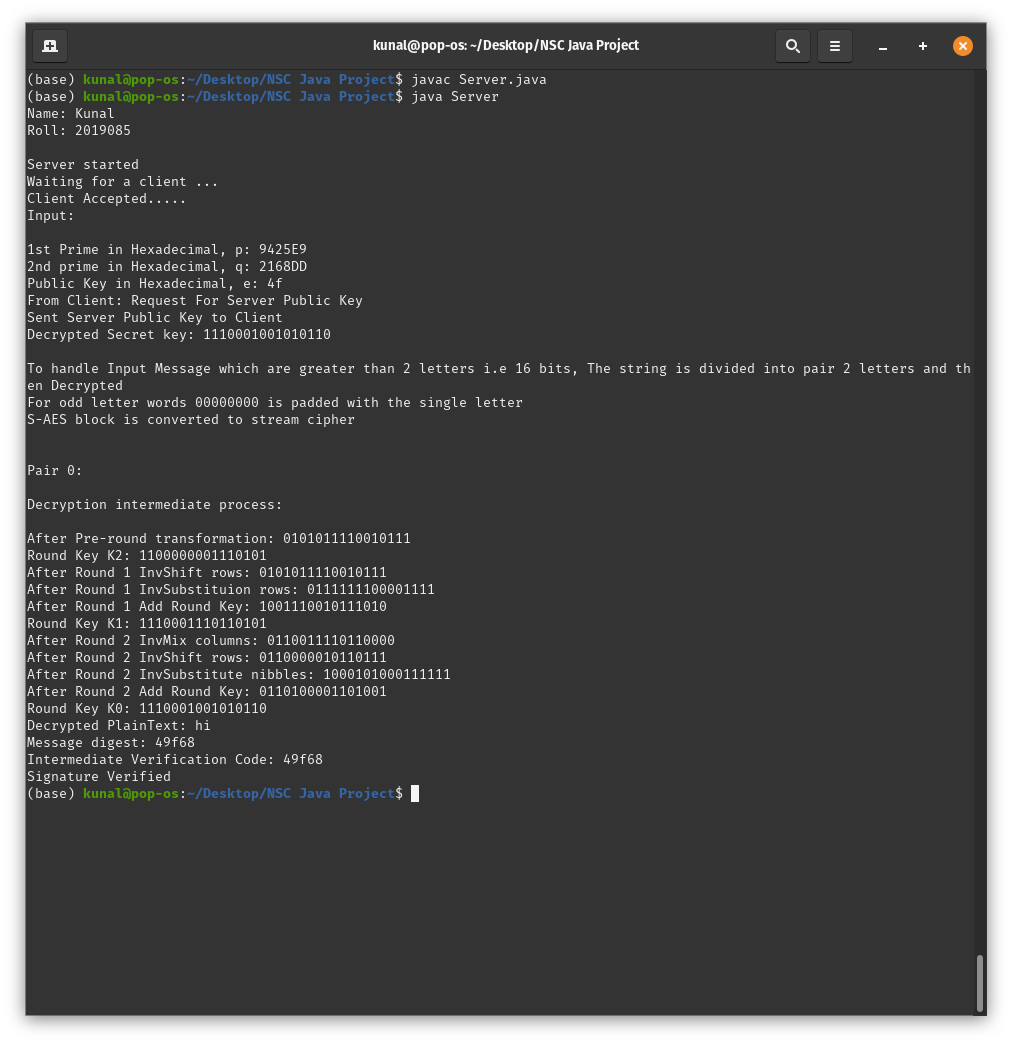 kunal@pop-os: ~/Desktop/NSC Java Project
(base) kunal@pop-os:~/Desktop/NSC Java Project$ javac Server.java
(base) kunal@pop-os:~/Desktop/NSC Java Project$ java Server
Name: Kunal
Roll: 2019085
Server started
Waiting for a client ...
Client Accepted.....
Input:
1st Prime in Hexadecimal, p: 9425E9
2nd prime in Hexadecimal, q: 2168DD
Public Key in Hexadecimal, e: 4f
From Client: Request For Server Public Key
Sent Server Public Key to Client
Decrypted Secret key: 1110001001010110
To handle Input Message which are greater than 2 letters i.e 16 bits, The string is divided into pair 2 letters and th
en Decrypted
For odd letter words 00000000 is padded with the single letter
S-AES block is converted to stream cipher
Pair 0:
Decryption intermediate process:
After Pre-round transformation: 0101011110010111
Round Key K2: 1100000001110101
After Round 1 InvShift rows: 0101011110010111
After Round 1 InvSubstituion rows: 0111111100001111
After Round 1 Add Round Key: 1001110010111010
Round Key K1: 1110001110110101
After Round 2 InvMix columns: 0110011110110000
After Round 2 InvShift rows: 0110000010110111
After Round 2 InvSubstitute nibbles: 1000101000111111
After Round 2 Add Round Key: 0110100001101001
Round Key K0: 1110001001010110
Decrypted PlainText: hi
Message digest: 49f68
Intermediate Verification Code: 49f68
Signature Verified
(base) kunal@pop-os:~/Desktop/NSC Java Project$